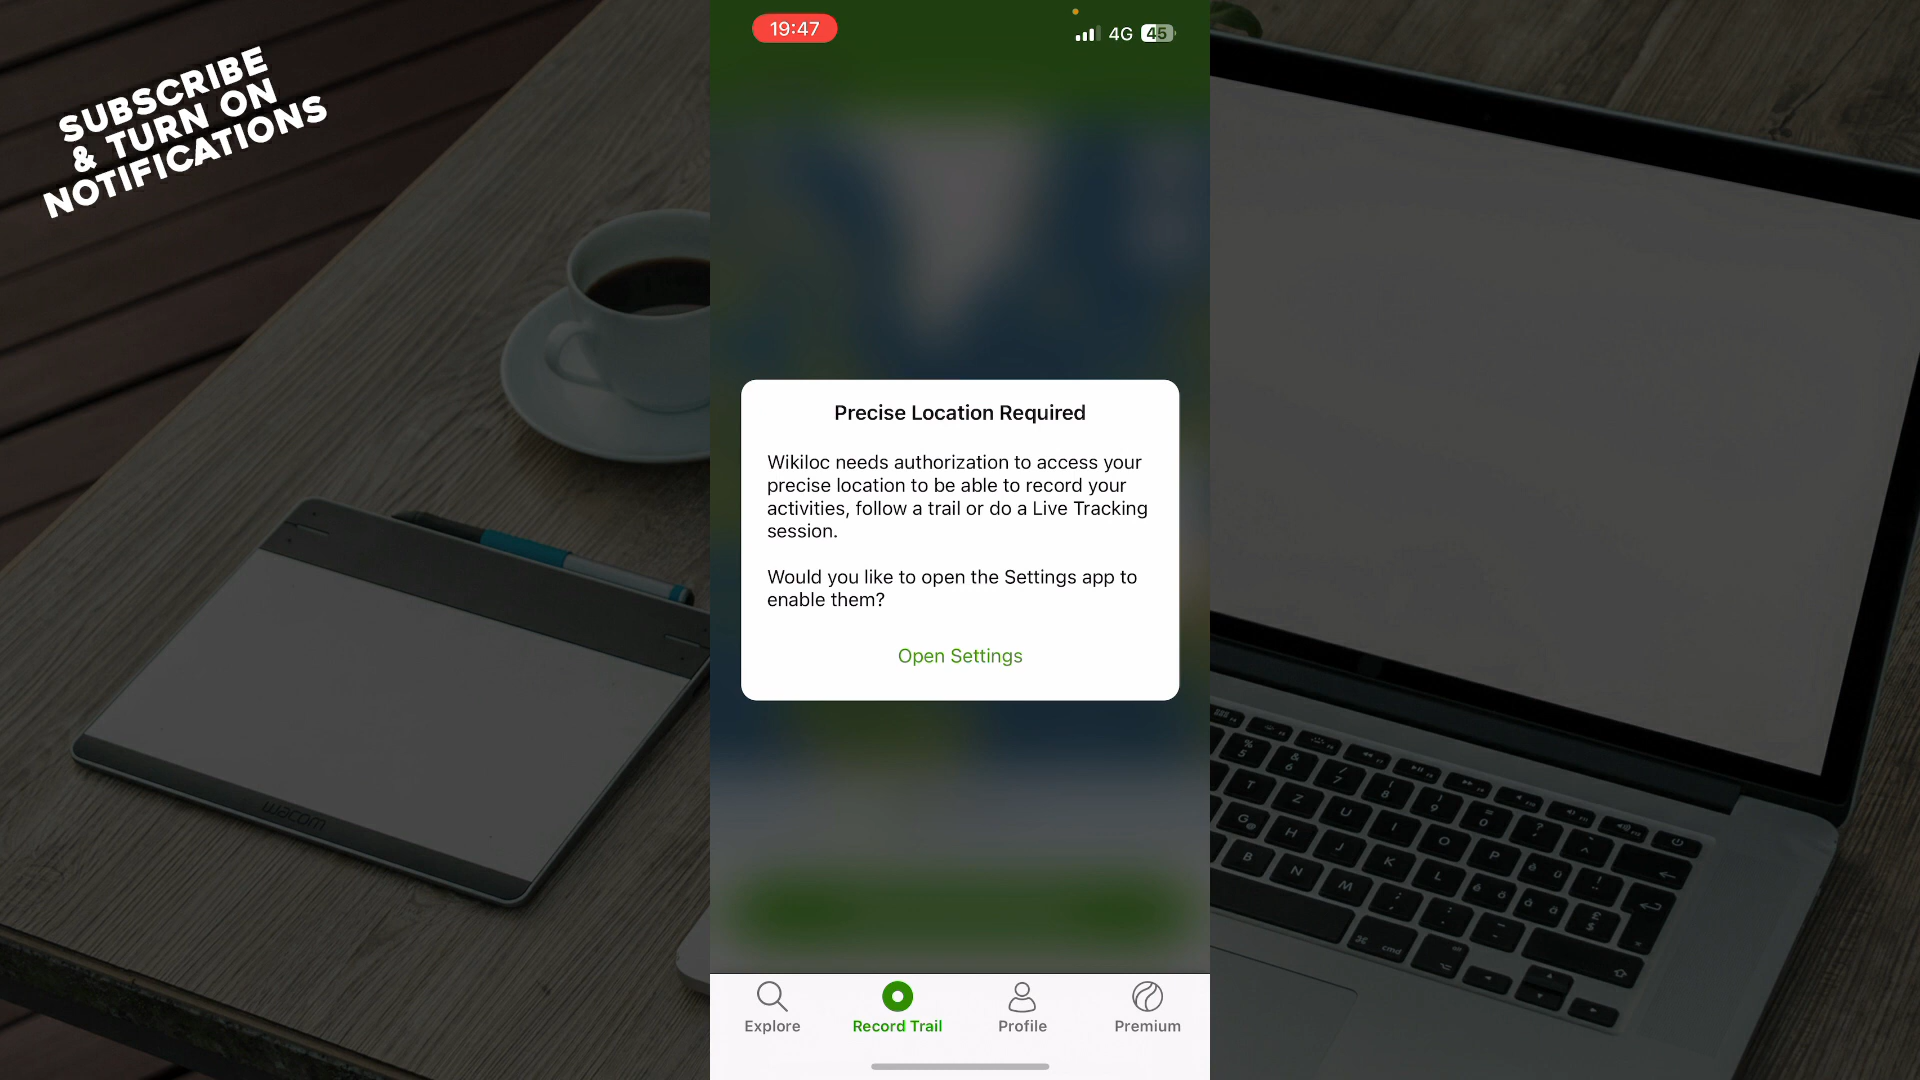 SUBSCRIBE
& TURN ON
NOTIFICATIONS
19:47
4G 45
Precise Location Required
Wikiloc needs authorization to access your
precise location to be able to record your
activities, follow a trail or do a Live Tracking
session.
Would you like to open the Settings app to
enable them?
Open Settings
Explore
Record Trail
Profile
Premium
wacom